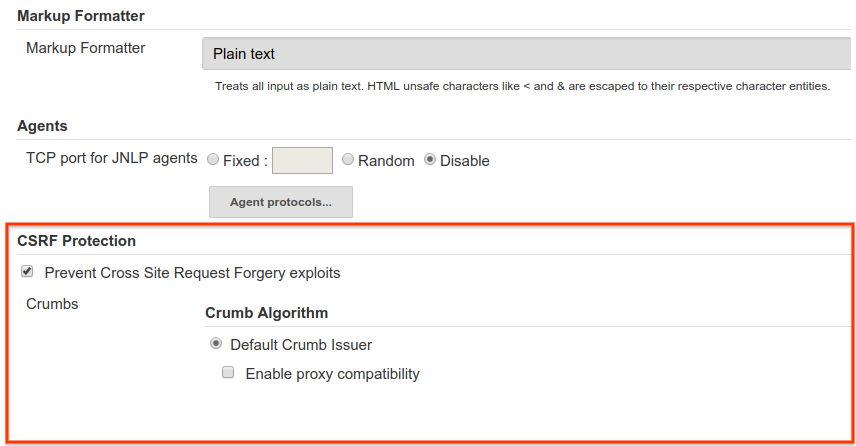 Markup Formatter
Markup Formatter
Plain text
Treats all input as plain text. HTML unsafe characters like < and & are escaped to their respective character entities.
Agents
TCP port for JNLP agents Fixed : Random Disable
Agent protocols...
CSRF Protection
Prevent Cross Site Request Forgery exploits
Crumbs
Crumb Algorithm
Default Crumb Issuer
Enable proxy compatibility